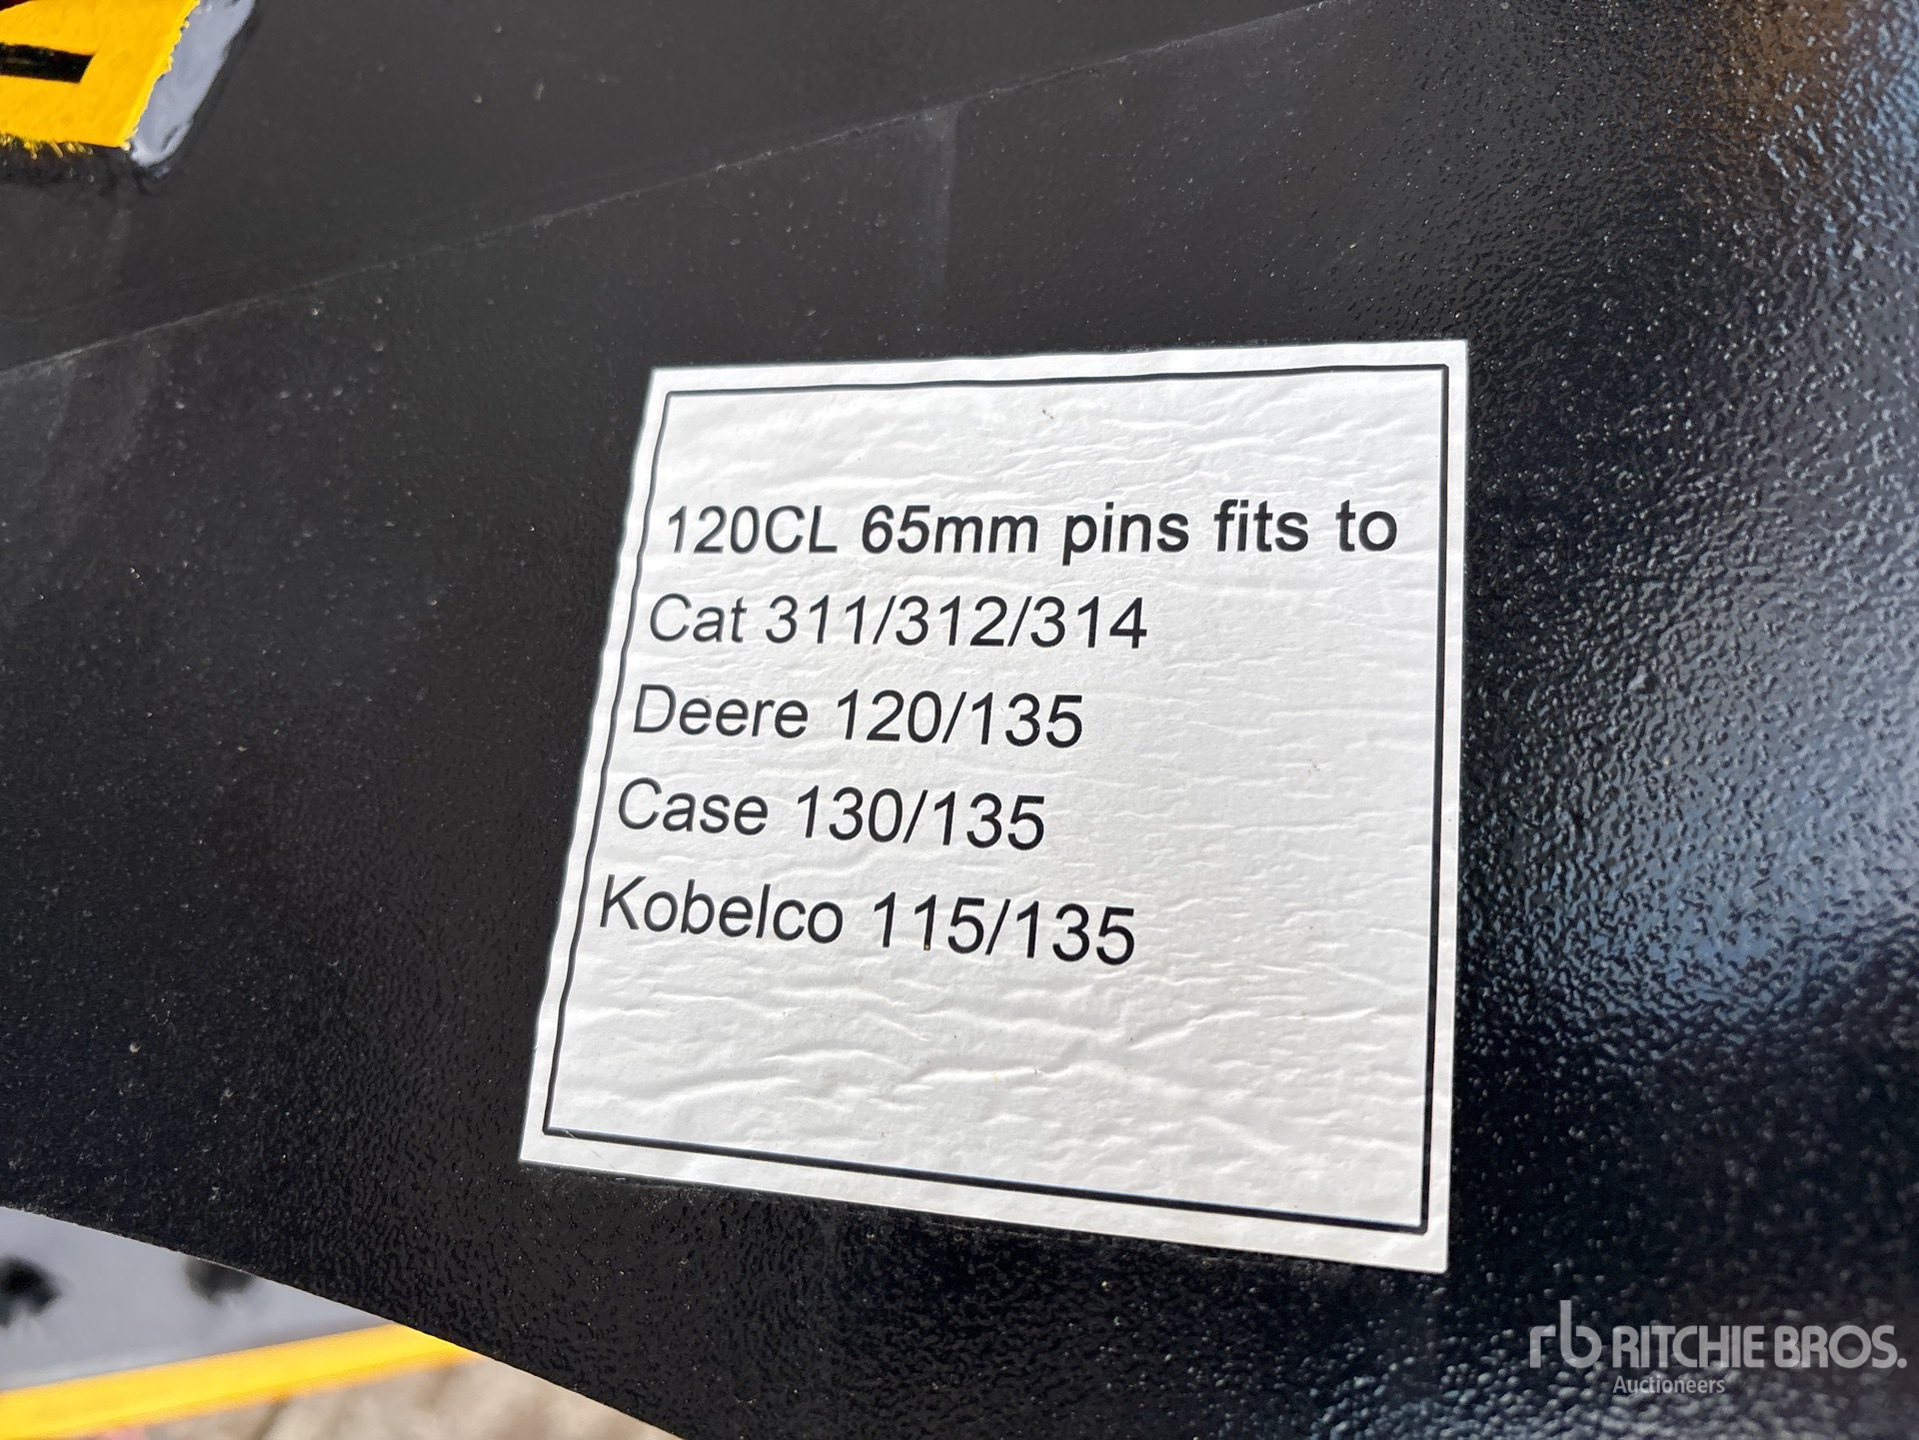 120CL 65mm pins fits to
Cat 311/312/314
Deere 120/135
Case 130/135
Kobelco 115/135
rb RITCHIE BROS.
Auctioneers